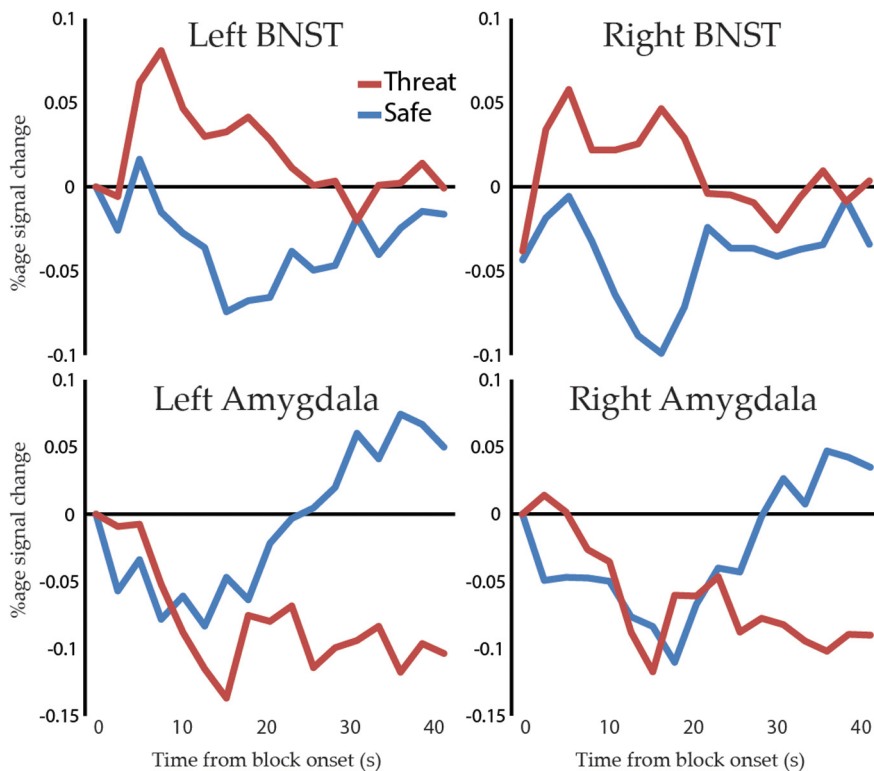 Left BNST
%age signal change
0.1
0.05
0
-0.05
-0.1
Threat
Safe
Right BNST
0.1
0.05
0
-0.05
-0.1
Left Amygdala
%age signal change
0.1
0.05
0
-0.05
-0.1
-0.15
0 10 20 30 40
Time from block onset (s)
Right Amygdala
0.1
0.05
0
-0.05
-0.1
-0.15
0 10 20 30 40
Time from block onset (s)